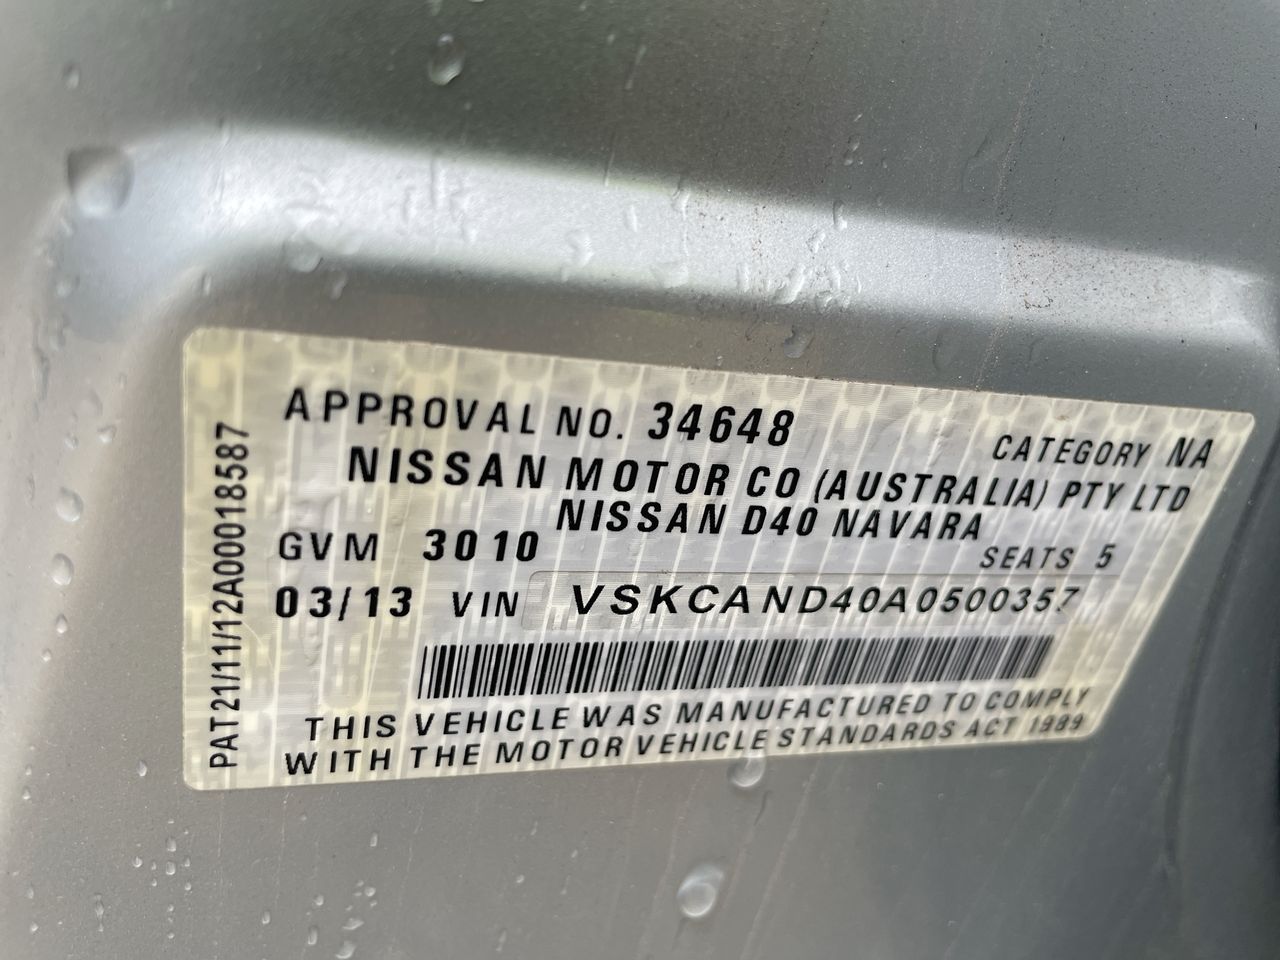 APPROVAL NO. 34648
CATEGORY NA
NISSAN MOTOR CO (AUSTRALIA) PTY LTD
NISSAN D40 NAVARA
GVM 3010
SEATS 5
03/13 VIN VSKCAND40A0500357
THIS VEHICLE WAS MANUFACTURED TO COMPLY
WITH THE MOTOR VEHICLE STANDARDS ACT 1989
PAT21/11/12A00018587